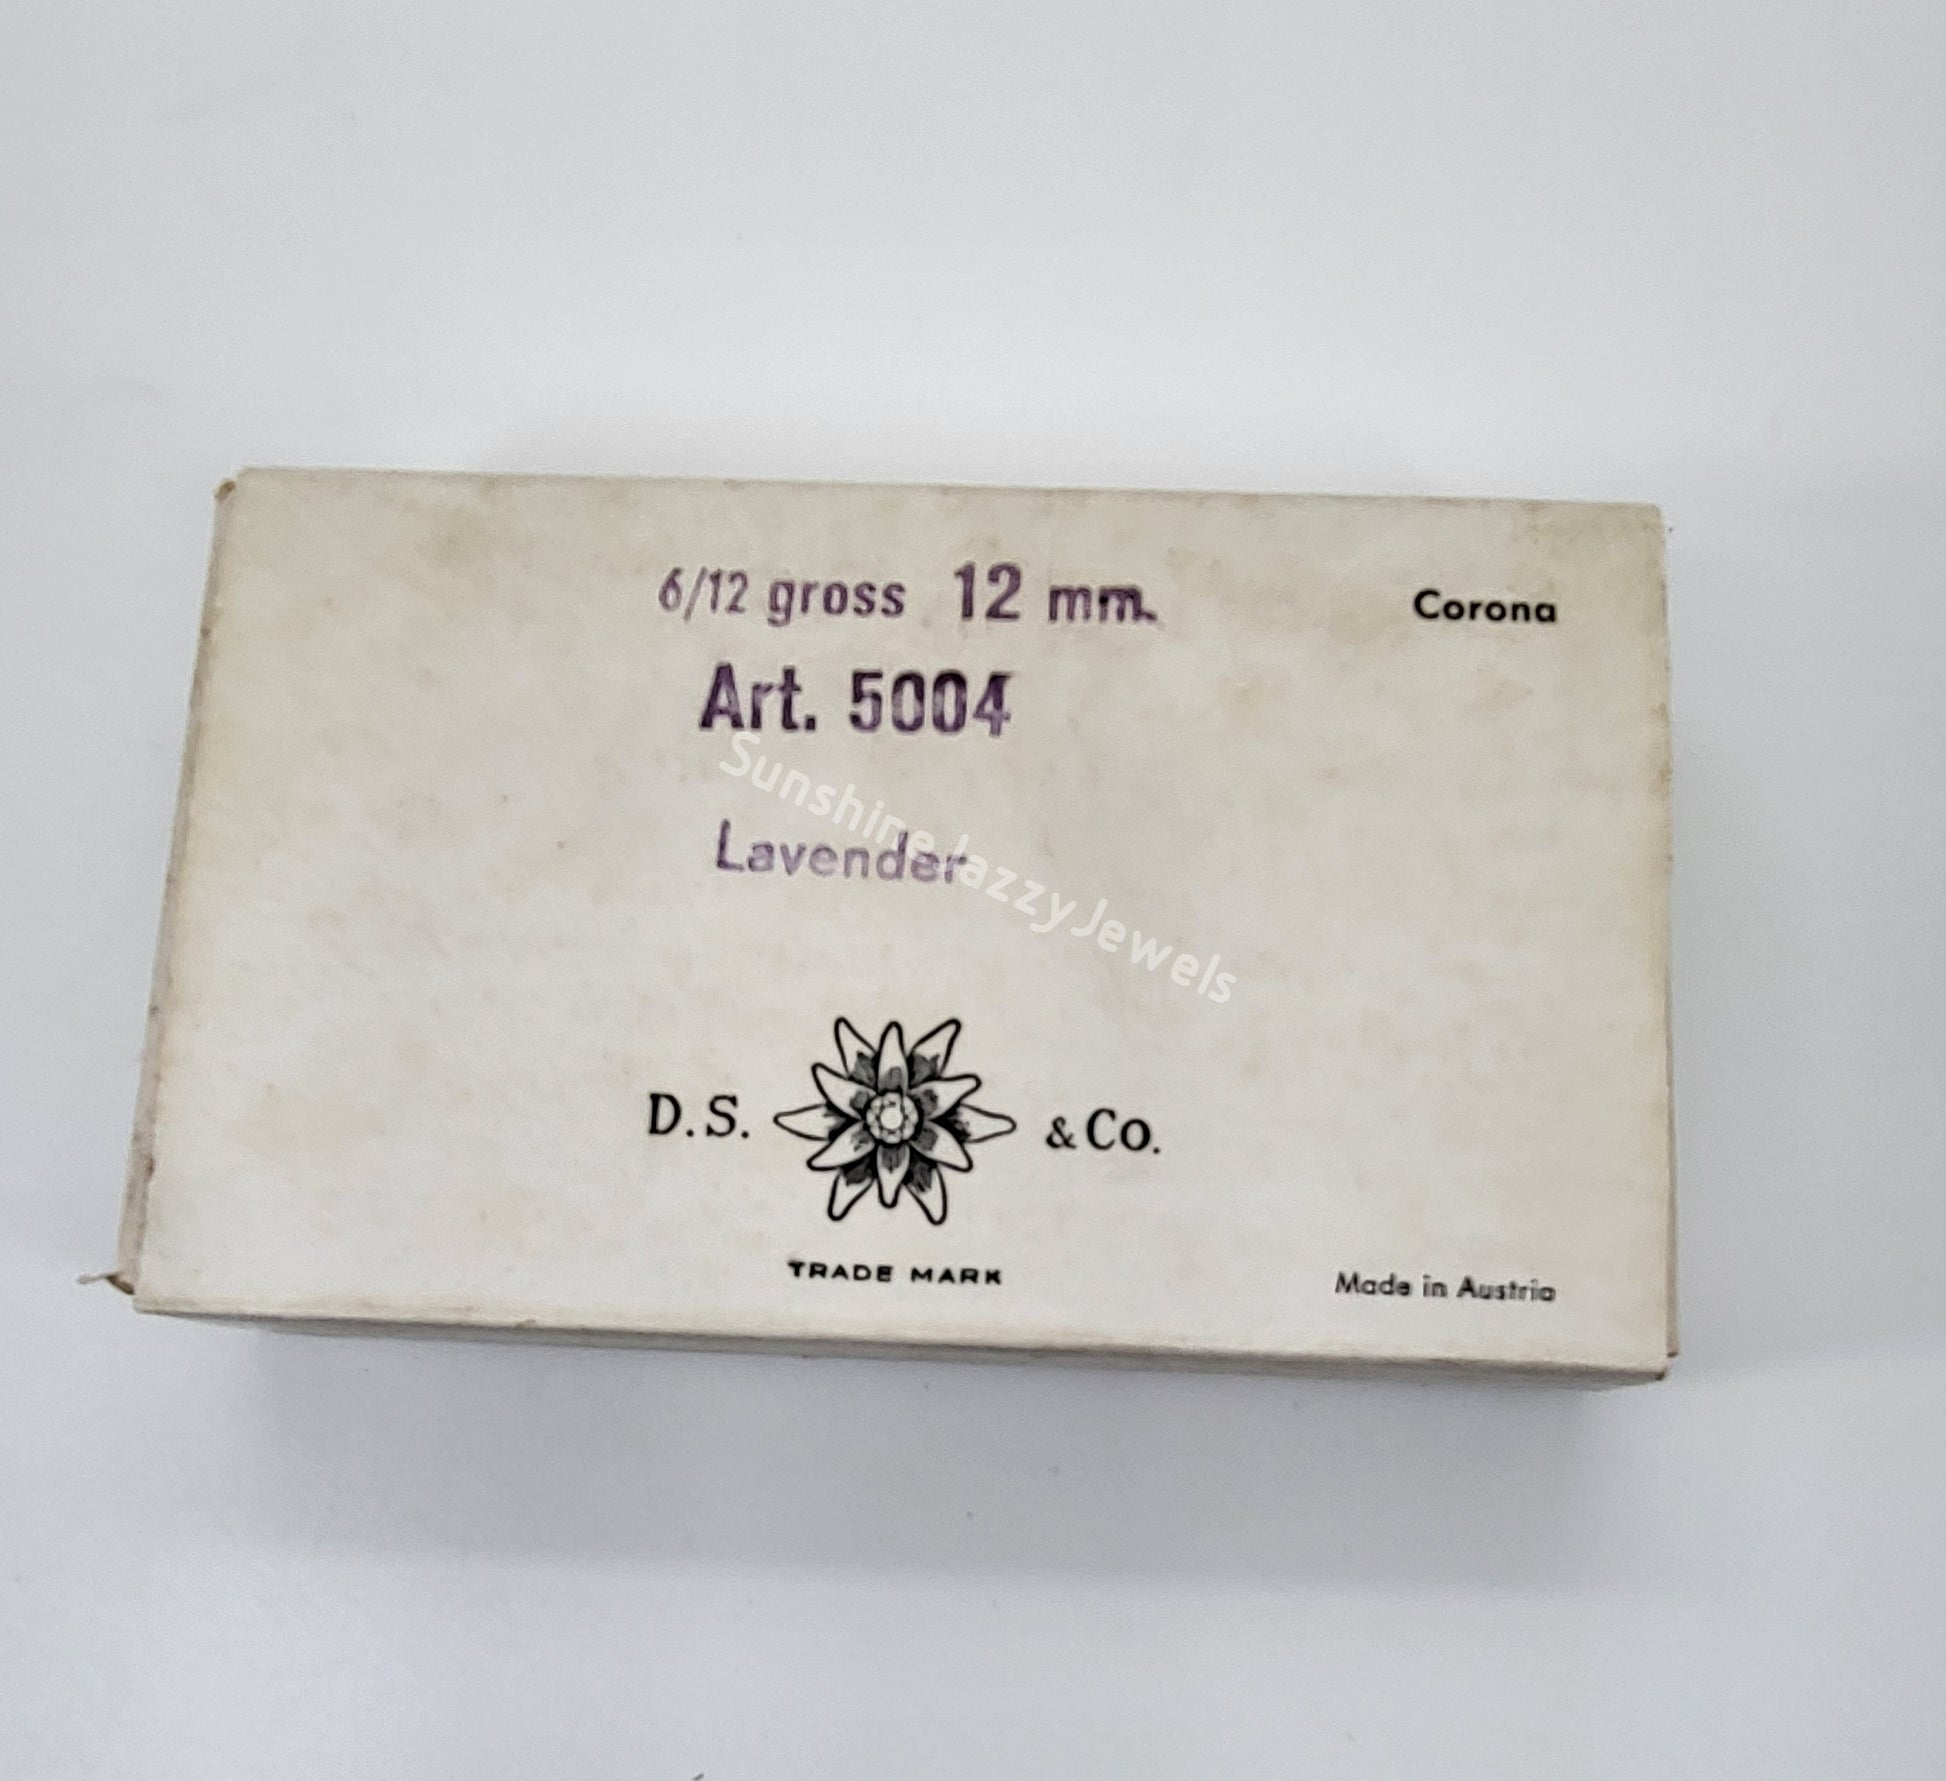 6/12 gross 12 mm.
Corona
Art. 5004
Sunshine Jazzy Jewels
Lavender
D.S. & Co.
TRADE MARK
Made in Austria